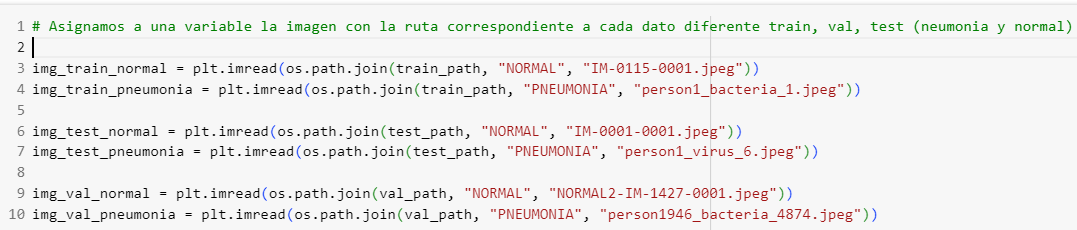 1 # Asignamos a una variable la imagen con la ruta correspondiente a cada dato diferente train, val, test (neumonia y normal)
2
3 img_train_normal = plt.imread(os.path.join(train_path, "NORMAL", "IM-0115-0001.jpeg"))
4 img_train_pneumonia = plt.imread(os.path.join(train_path, "PNEUMONIA", "person1_bacteria_1.jpeg"))
5
6 img_test_normal = plt.imread(os.path.join(test_path, "NORMAL", "IM-0001-0001.jpeg"))
7 img_test_pneumonia = plt.imread(os.path.join(test_path, "PNEUMONIA", "person1_virus_6.jpeg"))
8
9 img_val_normal = plt.imread(os.path.join(val_path, "NORMAL", "NORMAL2-IM-1427-0001.jpeg"))
10 img_val_pneumonia = plt.imread(os.path.join(val_path, "PNEUMONIA", "person1946_bacteria_4874.jpeg"))